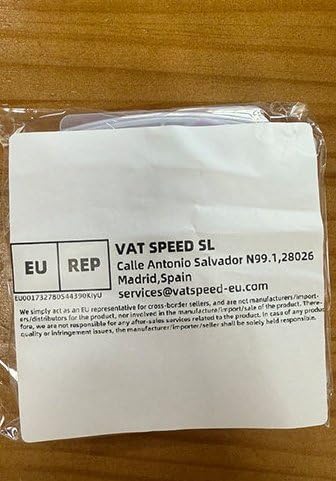 EU REP
VAT SPEED SL
Calle Antonio Salvador N99.1,28026
Madrid,Spain
services@vatspeed-eu.com
We simply act as an EU representative for cross-border sellers, and are not manufacturers/import-
ers/distributors for the product, nor involved in the manufacture/import/sale of the product. There-
fore, we are not responsible for any after-sales services related to the product. In case of any product
quality or infringement issues, the manufacturer/importer/seller shall be solely held responsible.